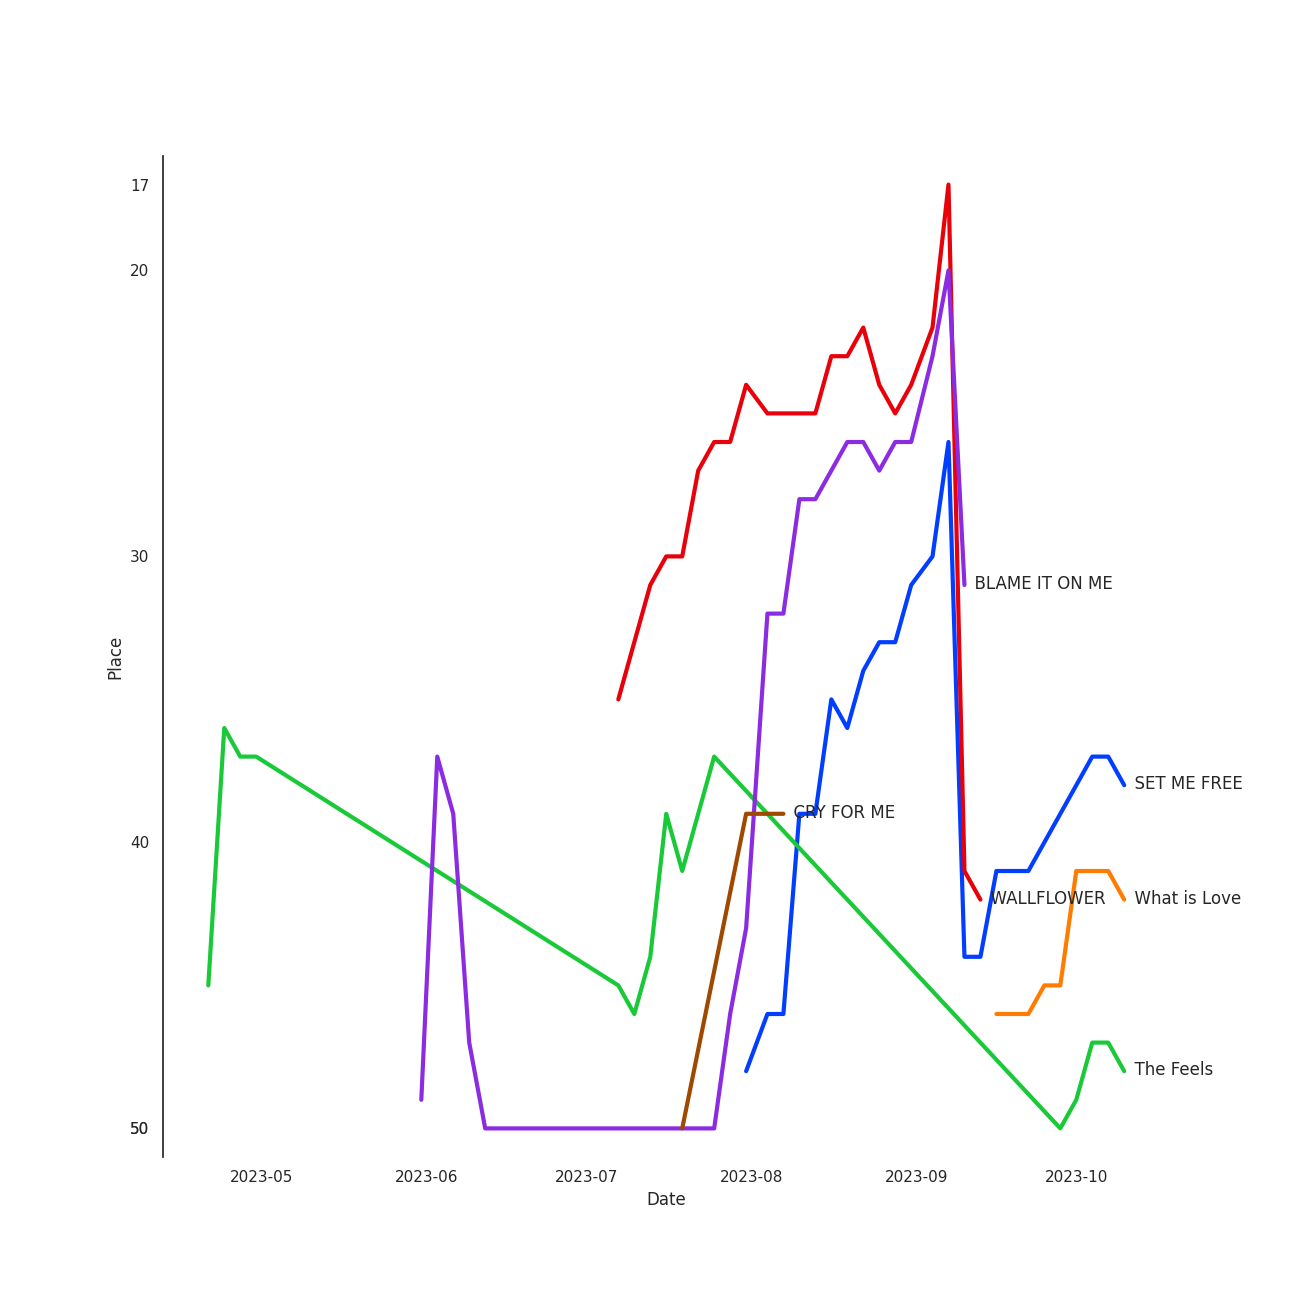 17
20
30
40
50
Place
BLAME IT ON ME
SET ME FREE
CRY FOR ME
WALLFLOWER
What is Love
The Feels
2023-05
2023-06
2023-07
2023-08
2023-09
2023-10
Date